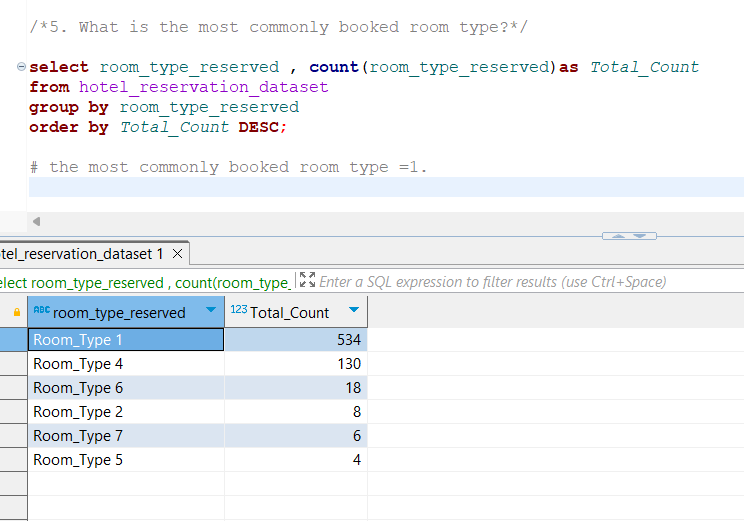 /*5. What is the most commonly booked room type?*/
select room_type_reserved , count(room_type_reserved)as Total_Count
from hotel_reservation_dataset
group by room_type_reserved
order by Total_Count DESC;
# the most commonly booked room type =1.
otel_reservation_dataset 1
elect room_type_reserved , count(room_type_ Enter a SQL expression to filter results (use Ctrl+Space)
ABC room_type_reserved 123 Total_Count
Room_Type 1 534
Room_Type 4 130
Room_Type 6 18
Room_Type 2 8
Room_Type 7 6
Room_Type 5 4